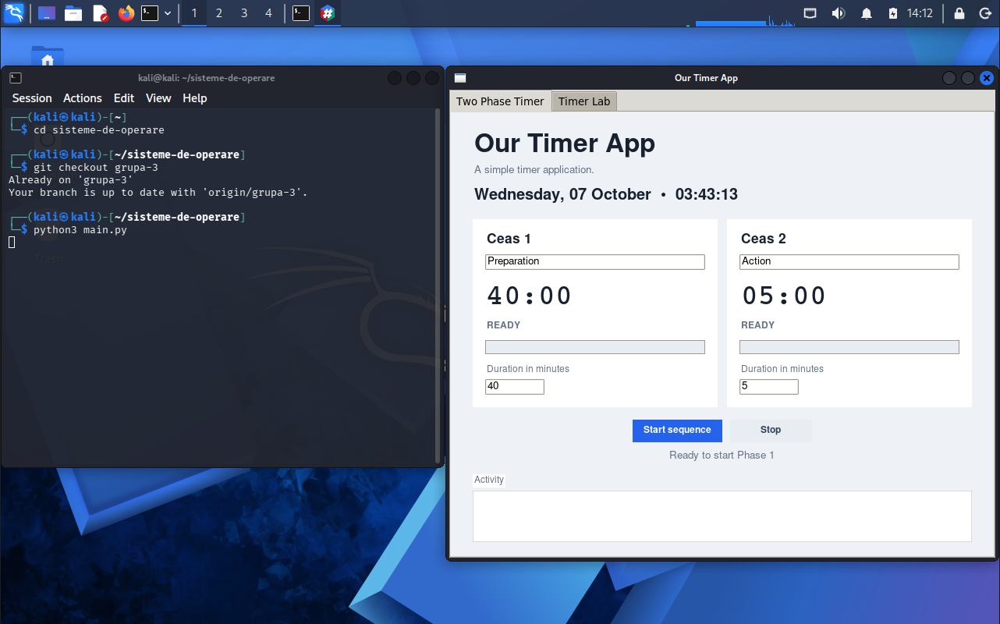 1 2 3 4
14:12
kali@kali: ~/sisteme-de-operare
Session Actions Edit View Help
┌──(kali㉿kali)-[~]
└─$ cd sisteme-de-operare
┌──(kali㉿kali)-[~/sisteme-de-operare]
└─$ git checkout grupa-3
Already on 'grupa-3'
Your branch is up to date with 'origin/grupa-3'.
┌──(kali㉿kali)-[~/sisteme-de-operare]
└─$ python3 main.py
Trash
Our Timer App
Two Phase Timer Timer Lab
Our Timer App
A simple timer application.
Wednesday, 07 October • 03:43:13
Ceas 1
Preparation
40:00
READY
Duration in minutes
40
Ceas 2
Action
05:00
READY
Duration in minutes
5
Start sequence Stop
Ready to start Phase 1
Activity